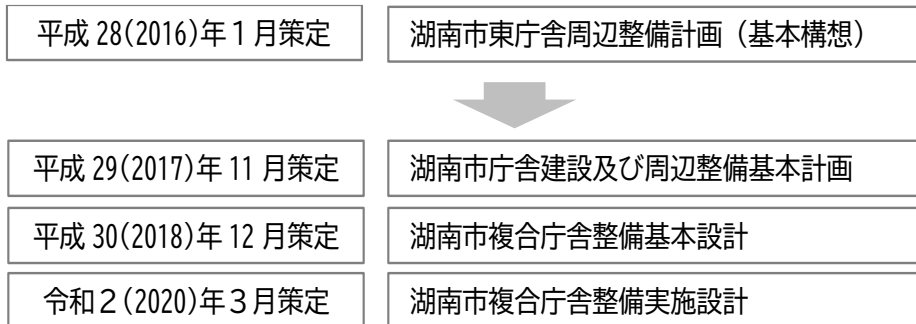 平成 28(2016)年１月策定 湖南市東庁舎周辺整備計画（基本構想）
平成 29(2017)年 11 月策定 湖南市庁舎建設及び周辺整備基本計画
平成 30(2018)年 12 月策定 湖南市複合庁舎整備基本設計
令和２(2020)年３月策定 湖南市複合庁舎整備実施設計